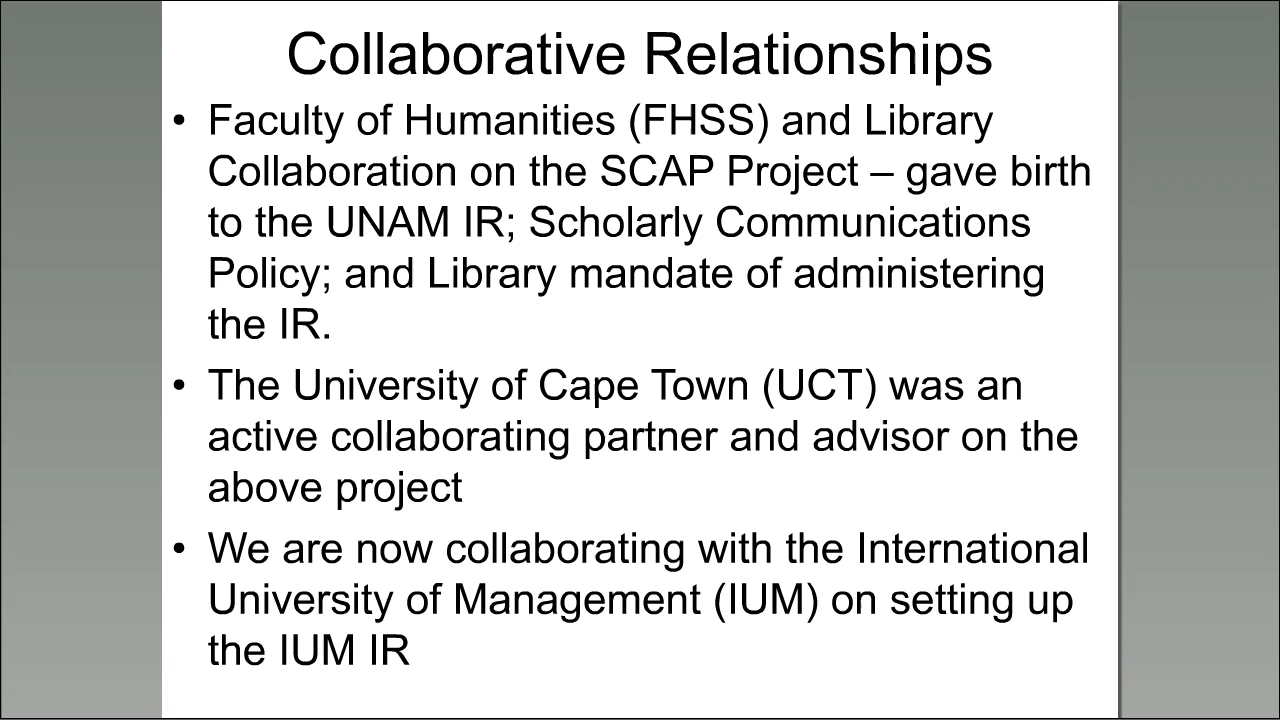 Collaborative Relationships
• Faculty of Humanities (FHSS) and Library
Collaboration on the SCAP Project – gave birth
to the UNAM IR; Scholarly Communications
Policy; and Library mandate of administering
the IR.
• The University of Cape Town (UCT) was an
active collaborating partner and advisor on the
above project
• We are now collaborating with the International
University of Management (IUM) on setting up
the IUM IR